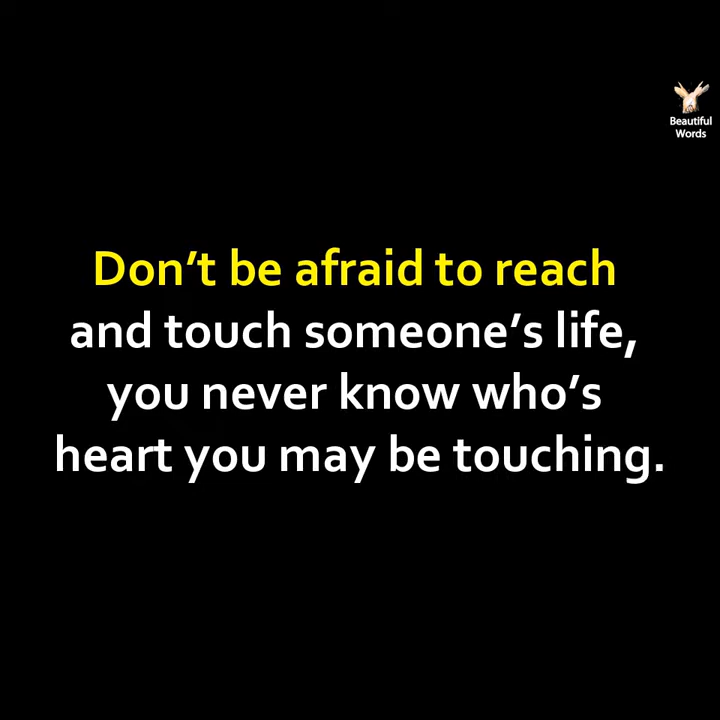 Beautiful
Words
Don’t be afraid to reach
and touch someone’s life,
you never know who’s
heart you may be touching.